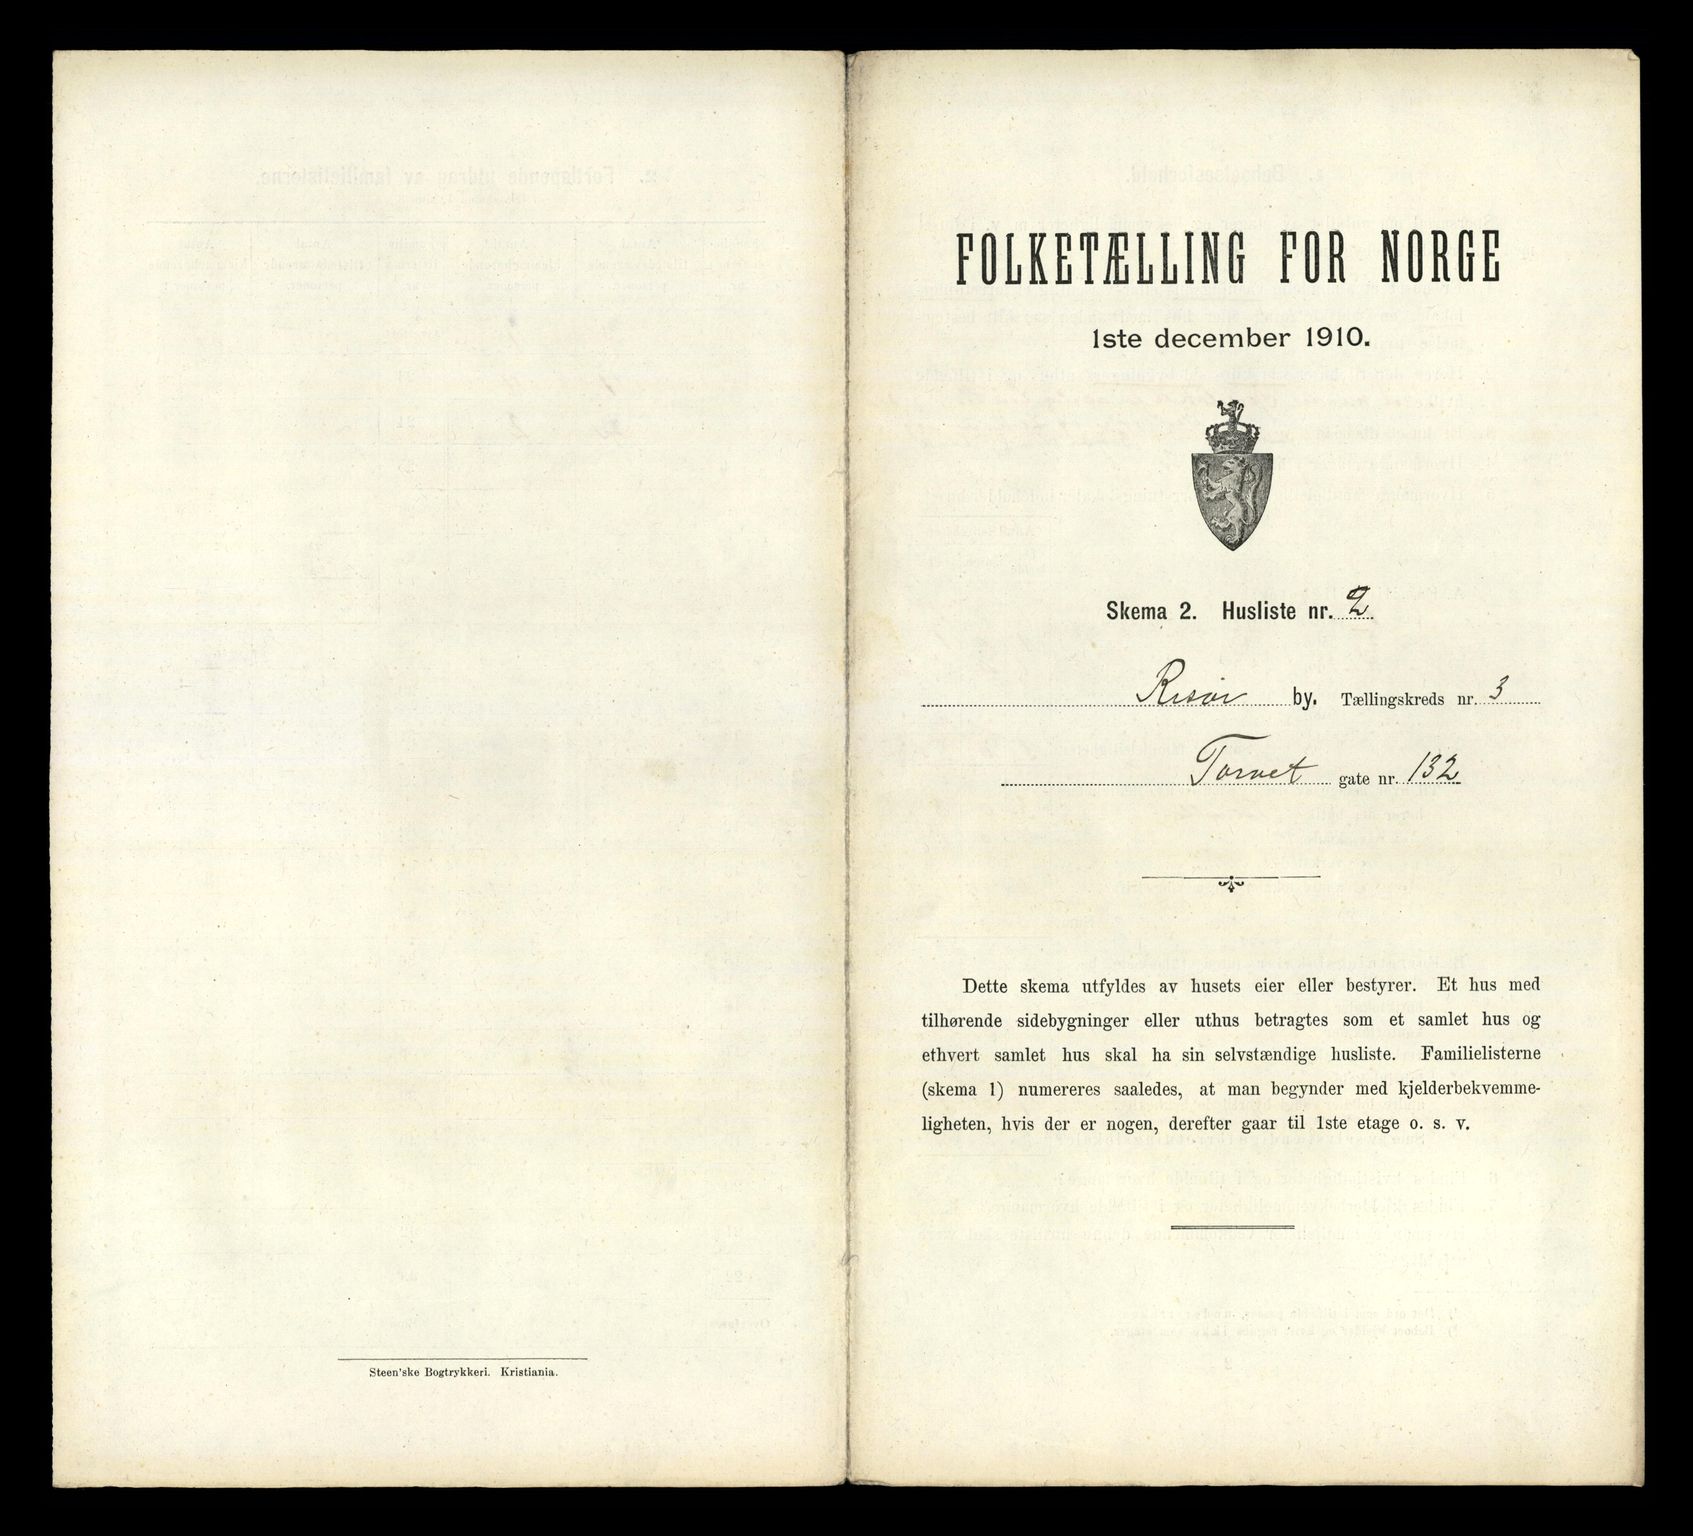 FOLKETÆLLING FOR NORGE
1ste december 1910.
Skema 2. Husliste nr. 2
Risør by. Tællingskreds nr. 3
Torvet gate nr. 132
Dette skema utfyldes av husets eier eller bestyrer. Et hus med
tilhørende sidebygninger eller uthus betragtes som et samlet hus og
ethvert samlet hus skal ha sin selvstændige husliste. Familielisterne
(skema 1) numereres saaledes, at man begynder med kjelderbekvemme-
ligheten, hvis der er nogen, derefter gaar til 1ste etage o. s. v.
Steen'ske Bogtrykkeri. Kristiania.